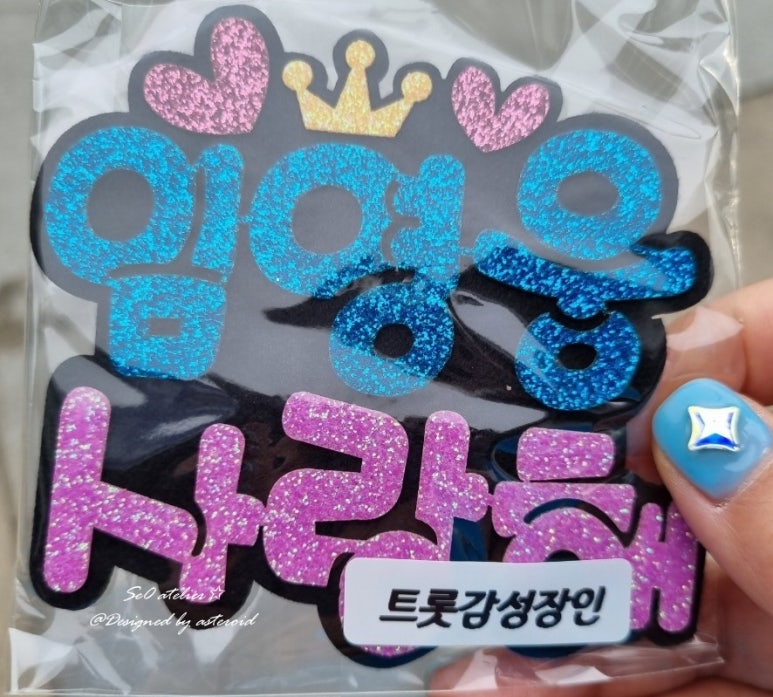 임영웅
사랑해
트롯감성장인
SeO atelier ☆
@Designed by asteroid